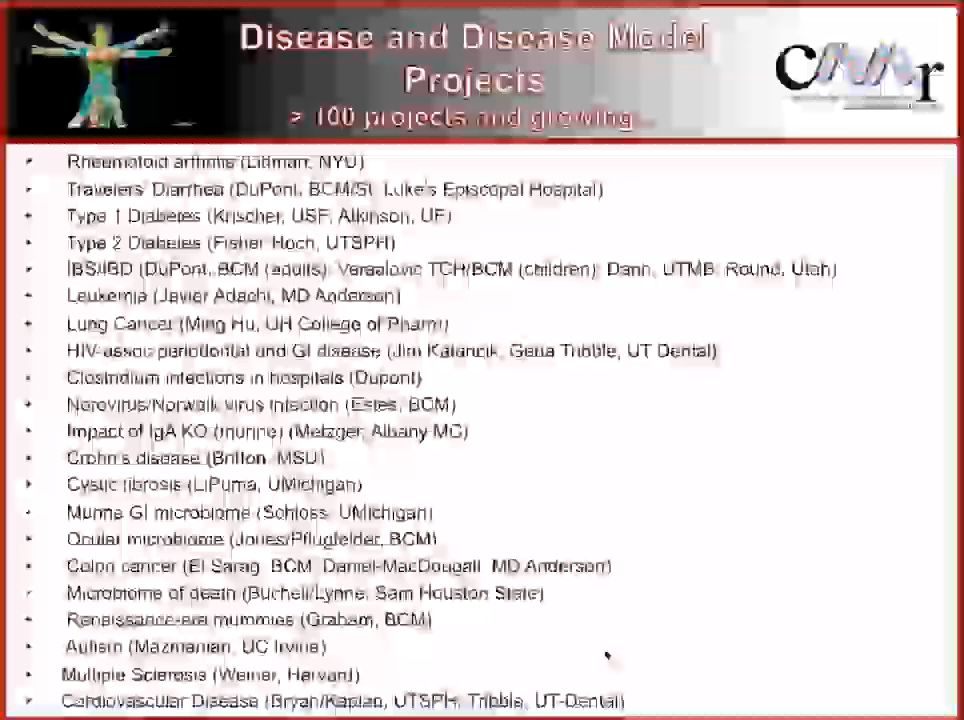 Disease and Disease Model
Projects
> 100 projects and growing...
• Rheumatoid arthritis (Littman, NYU)
• Travelers' Diarrhea (DuPont, BCM/St. Luke's Episcopal Hospital)
• Type 1 Diabetes (Krischer, USF, Atkinson, UF)
• Type 2 Diabetes (Fisher-Hoch, UTSPH)
• IBS/IBD (DuPont, BCM (adults); Versalovic TCH/BCM (children); Dann, UTMB; Round, Utah)
• Leukemia (Javier Adachi, MD Anderson)
• Lung Cancer (Ming Hu, UH College of Pharm)
• HIV-assoc periodontal and GI disease (Jim Katancik, Gena Tribble, UT Dental)
• Clostridium infections in hospitals (Dupont)
• Norovirus/Norwalk virus infection (Estes, BCM)
• Impact of IgA KO (murine) (Metzger, Albany MC)
• Crohn's disease (Britton, MSU)
• Cystic fibrosis (LiPuma, UMichigan)
• Murine GI microbiome (Schloss, UMichigan)
• Ocular microbiome (Jones/Pflugfelder, BCM)
• Colon cancer (El Serag, BCM, Daniel-MacDougall, MD Anderson)
• Microbiome of death (Bucheli/Lynne, Sam Houston State)
• Renaissance-era mummies (Graham, BCM)
• Autism (Mazmanian, UC Irvine)
• Multiple Sclerosis (Weiner, Harvard)
• Cardiovascular Disease (Bryan/Kaplan, UTSPH, Tribble, UT-Dental)